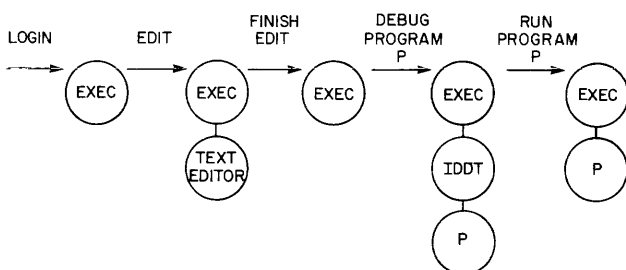 LOGIN
EDIT
FINISH
EDIT
DEBUG
PROGRAM
P
RUN
PROGRAM
P
EXEC
EXEC
EXEC
EXEC
EXEC
TEXT
EDITOR
IDDT
P
P